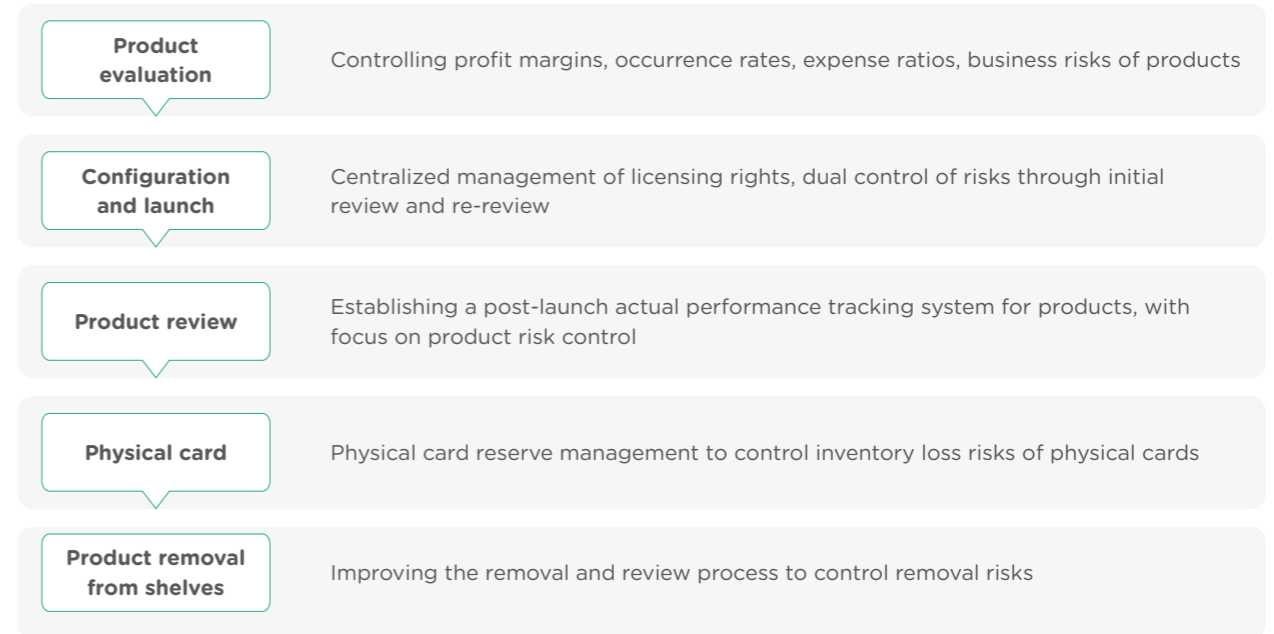 Product
evaluation
Controlling profit margins, occurrence rates, expense ratios, business risks of products
Configuration
and launch
Centralized management of licensing rights, dual control of risks through initial
review and re-review
Product review
Establishing a post-launch actual performance tracking system for products, with
focus on product risk control
Physical card
Physical card reserve management to control inventory loss risks of physical cards
Product removal
from shelves
Improving the removal and review process to control removal risks